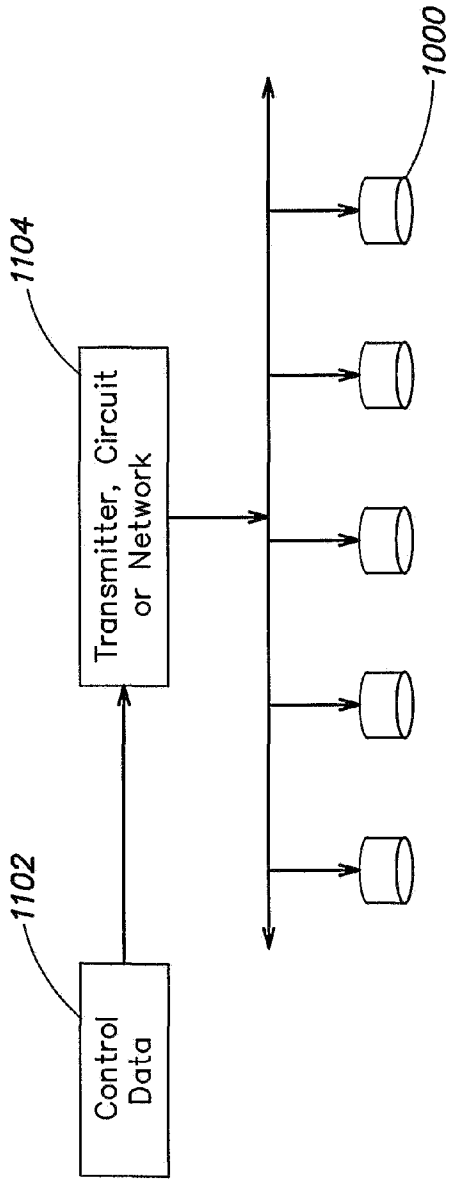 1102
Control
Data
1104
Transmitter, Circuit
or Network
1000